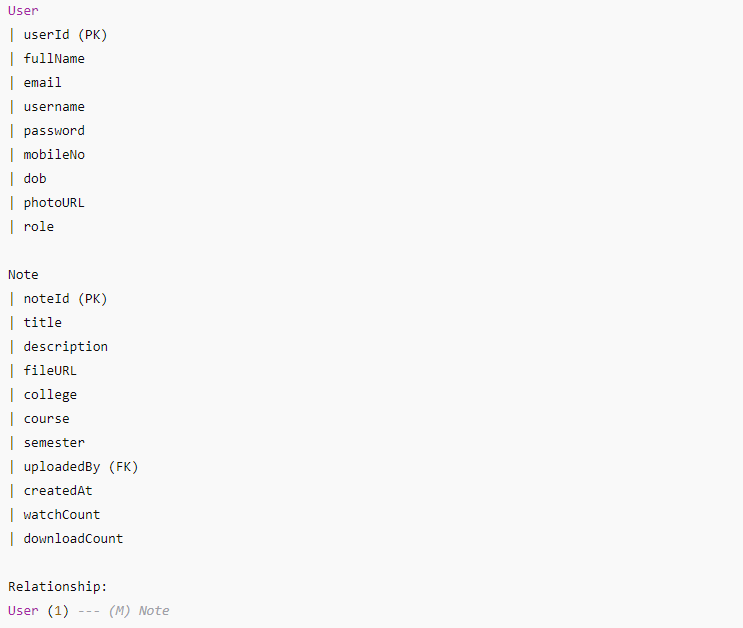 User
| userId (PK)
| fullName
| email
| username
| password
| mobileNo
| dob
| photoURL
| role
Note
| noteId (PK)
| title
| description
| fileURL
| college
| course
| semester
| uploadedBy (FK)
| createdAt
| watchCount
| downloadCount
Relationship:
User (1) --- (M) Note